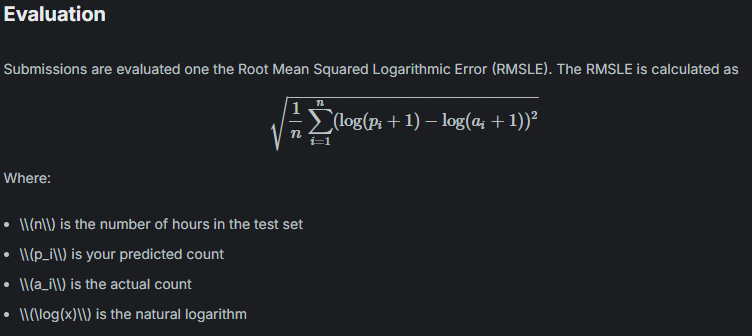 Evaluation
Submissions are evaluated one the Root Mean Squared Logarithmic Error (RMSLE). The RMSLE is calculated as
\sqrt{\frac{1}{n} \sum_{i=1}^{n} (\log(p_i + 1) - \log(a_i + 1))^2}
Where:
• \\(n\\) is the number of hours in the test set
• \\(p_i\\) is your predicted count
• \\(a_i\\) is the actual count
• \\(\log(x)\\) is the natural logarithm